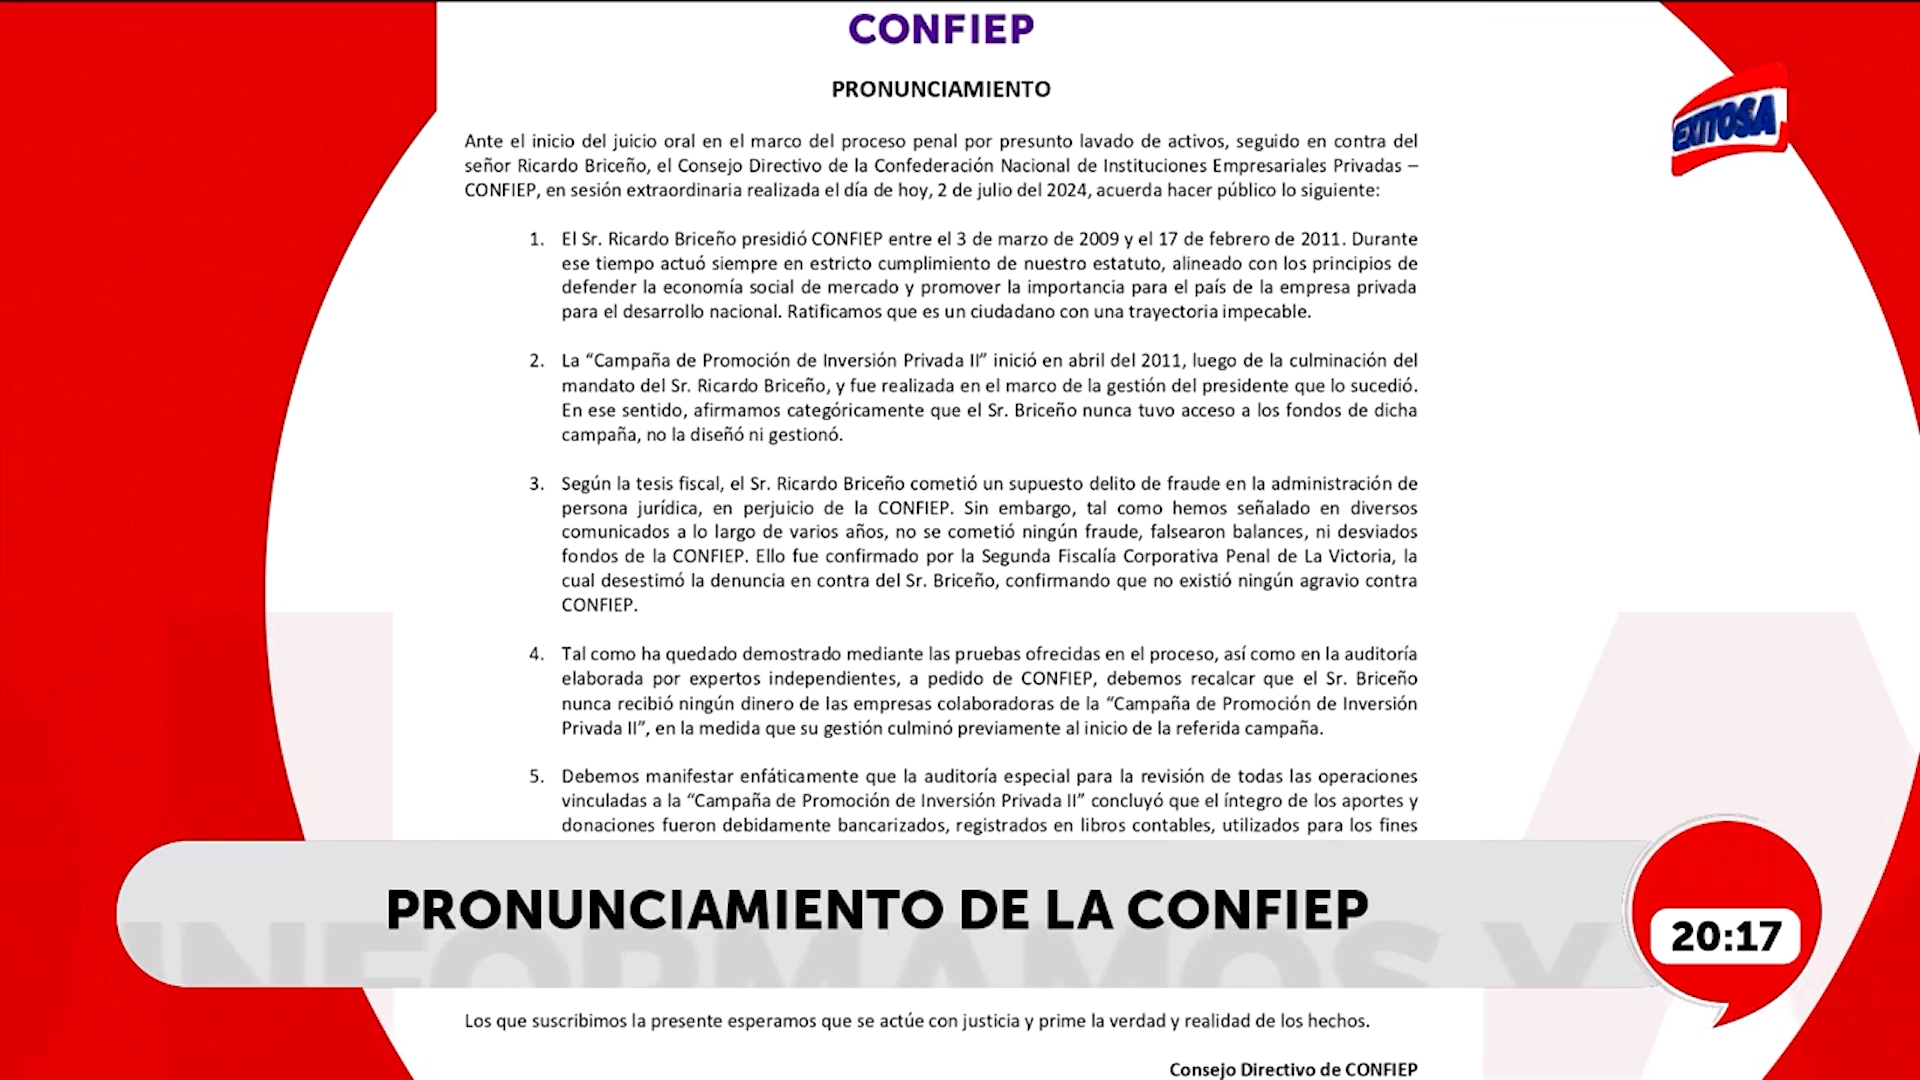 CONFIEP
PRONUNCIAMIENTO
EXITOSA
Ante el inicio del juicio oral en el marco del proceso penal por presunto lavado de activos, seguido en contra del
señor Ricardo Briceño, el Consejo Directivo de la Confederación Nacional de Instituciones Empresariales Privadas –
CONFIEP, en sesión extraordinaria realizada el día de hoy, 2 de julio del 2024, acuerda hacer público lo siguiente:
1. El Sr. Ricardo Briceño presidió CONFIEP entre el 3 de marzo de 2009 y el 17 de febrero de 2011. Durante
ese tiempo actuó siempre en estricto cumplimiento de nuestro estatuto, alineado con los principios de
defender la economía social de mercado y promover la importancia para el país de la empresa privada
para el desarrollo nacional. Ratificamos que es un ciudadano con una trayectoria impecable.
2. La “Campaña de Promoción de Inversión Privada II” inició en abril del 2011, luego de la culminación del
mandato del Sr. Ricardo Briceño, y fue realizada en el marco de la gestión del presidente que lo sucedió.
En ese sentido, afirmamos categóricamente que el Sr. Briceño nunca tuvo acceso a los fondos de dicha
campaña, no la diseñó ni gestionó.
3. Según la tesis fiscal, el Sr. Ricardo Briceño cometió un supuesto delito de fraude en la administración de
persona jurídica, en perjuicio de la CONFIEP. Sin embargo, tal como hemos señalado en diversos
comunicados a lo largo de varios años, no se cometió ningún fraude, falsearon balances, ni desviados
fondos de la CONFIEP. Ello fue confirmado por la Segunda Fiscalía Corporativa Penal de La Victoria, la
cual desestimó la denuncia en contra del Sr. Briceño, confirmando que no existió ningún agravio contra
CONFIEP.
4. Tal como ha quedado demostrado mediante las pruebas ofrecidas en el proceso, así como en la auditoría
elaborada por expertos independientes, a pedido de CONFIEP, debemos recalcar que el Sr. Briceño
nunca recibió ningún dinero de las empresas colaboradoras de la “Campaña de Promoción de Inversión
Privada II”, en la medida que su gestión culminó previamente al inicio de la referida campaña.
5. Debemos manifestar enfáticamente que la auditoría especial para la revisión de todas las operaciones
vinculadas a la “Campaña de Promoción de Inversión Privada II” concluyó que el íntegro de los aportes y
donaciones fueron debidamente bancarizados, registrados en libros contables, utilizados para los fines
PRONUNCIAMIENTO DE LA CONFIEP
20:17
INFORMAMOS Y
Los que suscribimos la presente esperamos que se actúe con justicia y prime la verdad y realidad de los hechos.
Consejo Directivo de CONFIEP